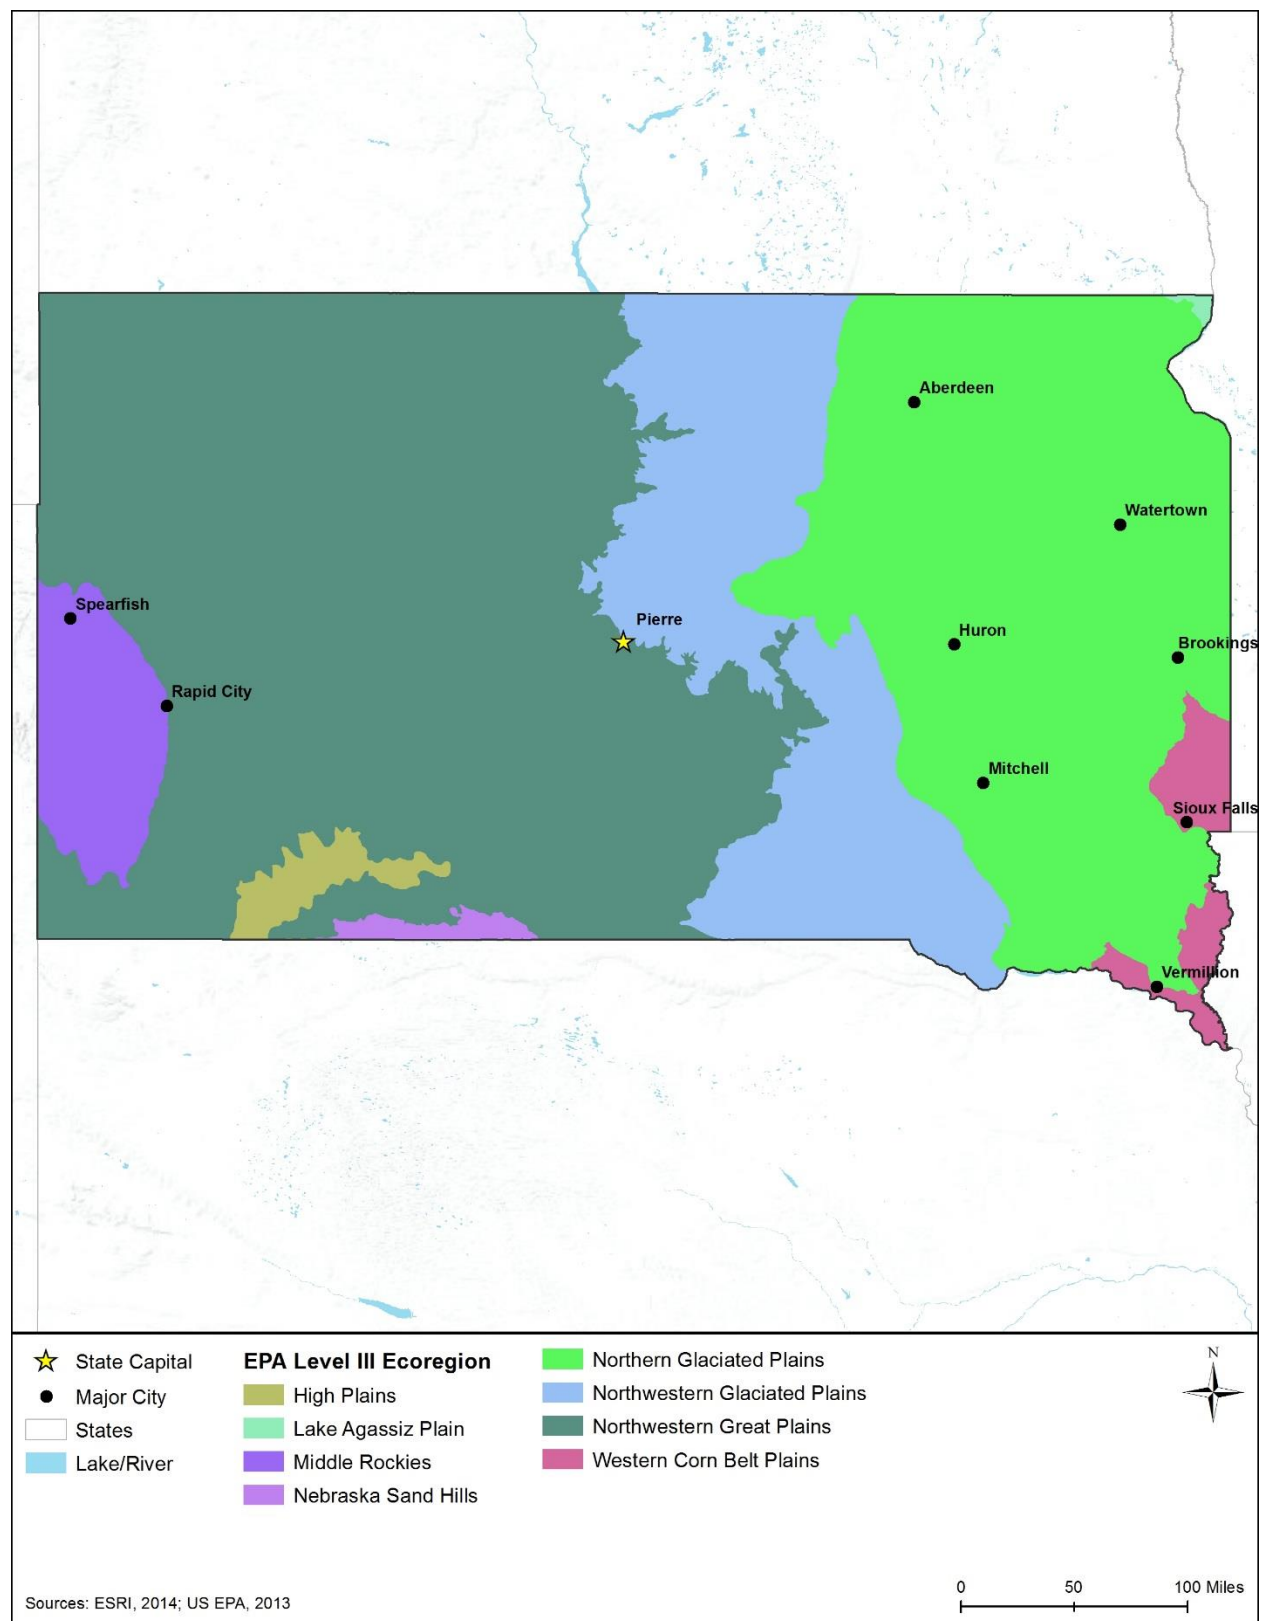 Aberdeen
Watertown
Spearfish
Pierre
Huron
Brookings
Rapid City
Mitchell
Sioux Falls
Vermillion
State Capital
Major City
States
Lake/River
EPA Level III Ecoregion
High Plains
Lake Agassiz Plain
Middle Rockies
Nebraska Sand Hills
Northern Glaciated Plains
Northwestern Glaciated Plains
Northwestern Great Plains
Western Corn Belt Plains
N
0 50 100 Miles
Sources: ESRI, 2014; US EPA, 2013